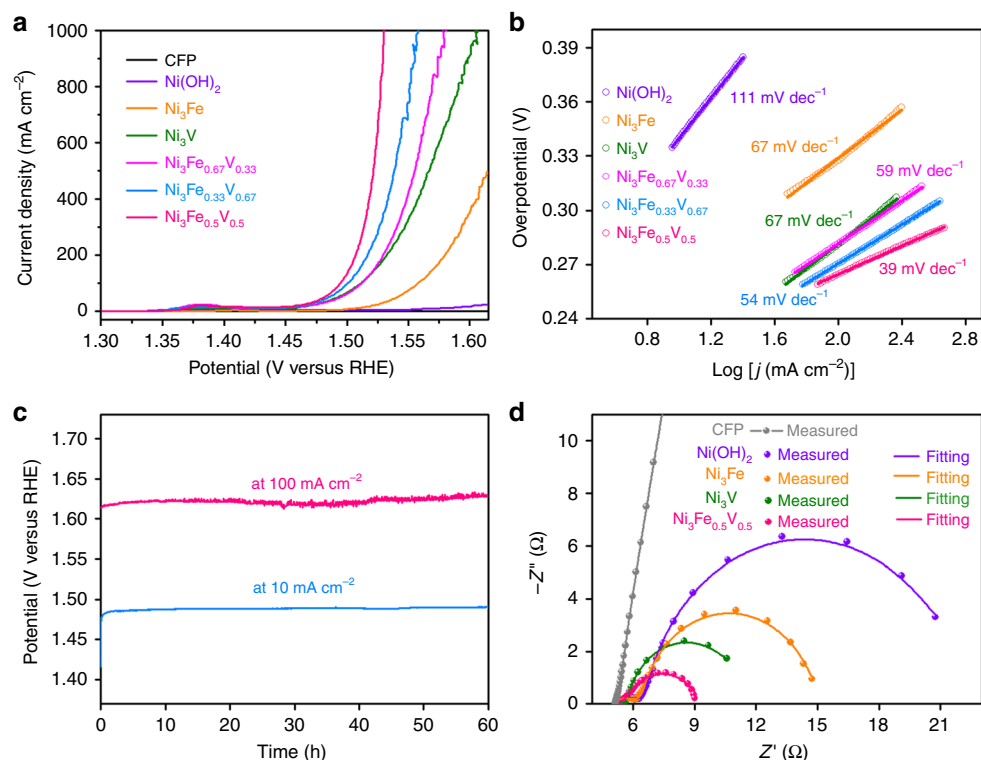 a
1000
800
600
400
200
0
Current density (mA cm⁻²)
CFP
Ni(OH)₂
Ni₃Fe
Ni₃V
Ni₃Fe₀.₆₇V₀.₃₃
Ni₃Fe₀.₃₃V₀.₆₇
Ni₃Fe₀.₅V₀.₅
1.30 1.40 1.45 1.50 1.55 1.60
Potential (V versus RHE)
b
0.39
0.36
0.33
0.30
0.27
0.24
Overpotential (V)
Ni(OH)₂
Ni₃Fe
Ni₃V
Ni₃Fe₀.₆₇V₀.₃₃
Ni₃Fe₀.₃₃V₀.₆₇
Ni₃Fe₀.₅V₀.₅
111 mV dec⁻¹
67 mV dec⁻¹
59 mV dec⁻¹
67 mV dec⁻¹
39 mV dec⁻¹
54 mV dec⁻¹
0.8 1.2 1.6 2.0 2.4 2.8
Log [j (mA cm⁻²)]
c
1.70
1.60
1.50
1.45
1.40
Potential (V versus RHE)
at 100 mA cm⁻²
at 10 mA cm⁻²
0 10 20 30 40 50 60
Time (h)
d
10
8
6
4
2
0
−Z″ (Ω)
CFP Measured
Ni(OH)₂ Measured Fitting
Ni₃Fe Measured Fitting
Ni₃V Measured Fitting
Ni₃Fe₀.₅V₀.₅ Measured Fitting
6 9 12 15 18 21
Z′ (Ω)